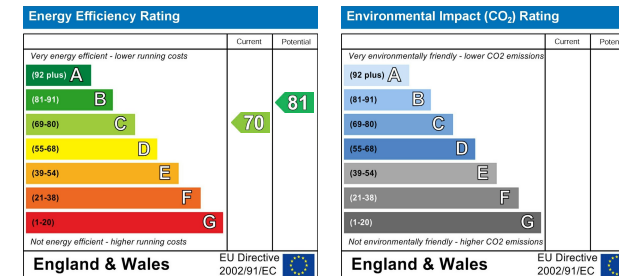 Energy Efficiency Rating
Current Potential
Very energy efficient - lower running costs
(92 plus) A
(81-91) B
81
(69-80) C
70
(55-68) D
(39-54) E
(21-38) F
(1-20) G
Not energy efficient - higher running costs
England & Wales
EU Directive
2002/91/EC
Environmental Impact (CO2) Rating
Current Poten
Very environmentally friendly - lower CO2 emissions
(92 plus) A
(81-91) B
(69-80) C
(55-68) D
(39-54) E
(21-38) F
(1-20) G
Not environmentally friendly - higher CO2 emissions
England & Wales
EU Directive
2002/91/EC